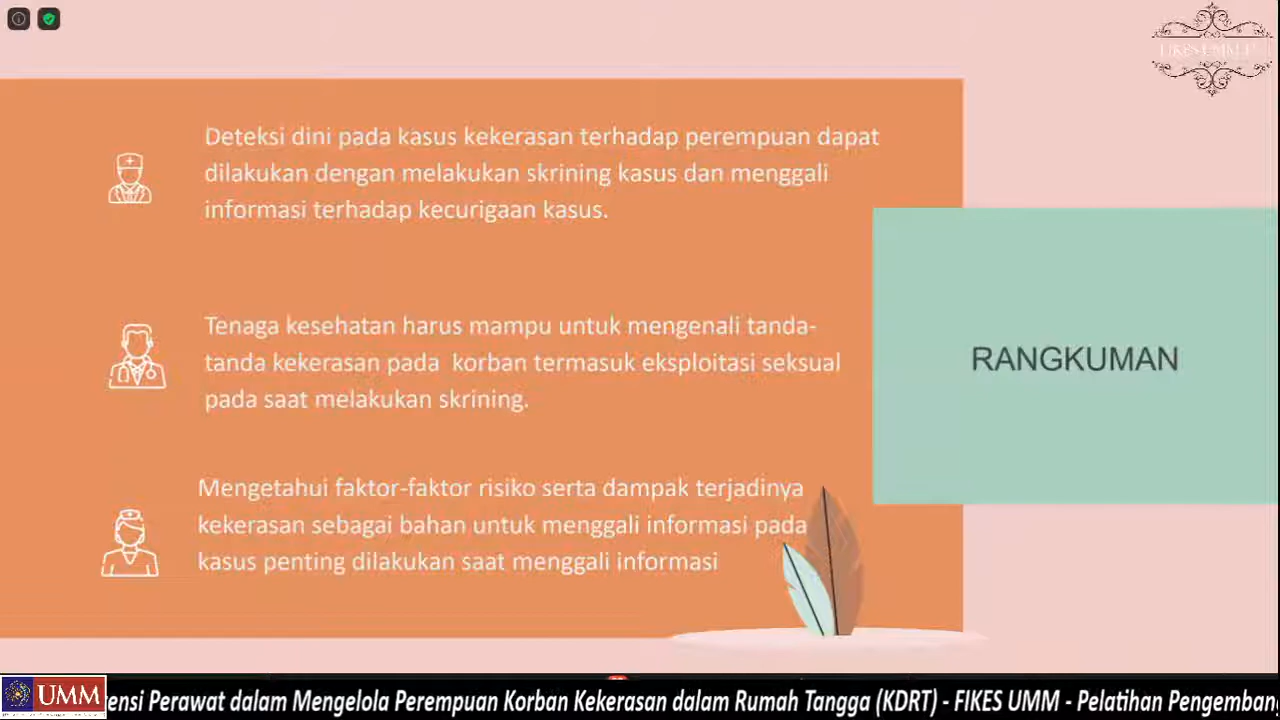 FIKES UMM
Deteksi dini pada kasus kekerasan terhadap perempuan dapat
dilakukan dengan melakukan skrining kasus dan menggali
informasi terhadap kecurigaan kasus.
Tenaga kesehatan harus mampu untuk mengenali tanda-
tanda kekerasan pada korban termasuk eksploitasi seksual
pada saat melakukan skrining.
RANGKUMAN
Mengetahui faktor-faktor risiko serta dampak terjadinya
kekerasan sebagai bahan untuk menggali informasi pada
kasus penting dilakukan saat menggali informasi
UMM
ensi Perawat dalam Mengelola Perempuan Korban Kekerasan dalam Rumah Tangga (KDRT) - FIKES UMM - Pelatihan Pengembang